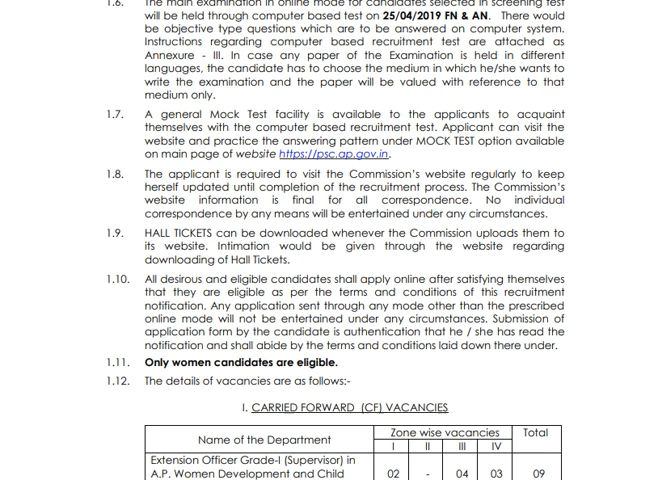 1.6. The main examination in online mode for candidates selected in screening test
will be held through computer based test on 25/04/2019 FN & AN. There would
be objective type questions which are to be answered on computer system.
Instructions regarding computer based recruitment test are attached as
Annexure - III. In case any paper of the Examination is held in different
languages, the candidate has to choose the medium in which he/she wants to
write the examination and the paper will be valued with reference to that
medium only.
1.7. A general Mock Test facility is available to the applicants to acquaint
themselves with the computer based recruitment test. Applicant can visit the
website and practice the answering pattern under MOCK TEST option available
on main page of website https://psc.ap.gov.in.
1.8. The applicant is required to visit the Commission's website regularly to keep
herself updated until completion of the recruitment process. The Commission's
website information is final for all correspondence. No individual
correspondence by any means will be entertained under any circumstances.
1.9. HALL TICKETS can be downloaded whenever the Commission uploads them to
its website. Intimation would be given through the website regarding
downloading of Hall Tickets.
1.10. All desirous and eligible candidates shall apply online after satisfying themselves
that they are eligible as per the terms and conditions of this recruitment
notification. Any application sent through any mode other than the prescribed
online mode will not be entertained under any circumstances. Submission of
application form by the candidate is authentication that he / she has read the
notification and shall abide by the terms and conditions laid down there under.
1.11. Only women candidates are eligible.
1.12. The details of vacancies are as follows:-
I. CARRIED FORWARD (CF) VACANCIES
Name of the Department Zone wise vacancies Total
I II III IV
Extension Officer Grade-I (Supervisor) in
A.P. Women Development and Child 02 - 04 03 09